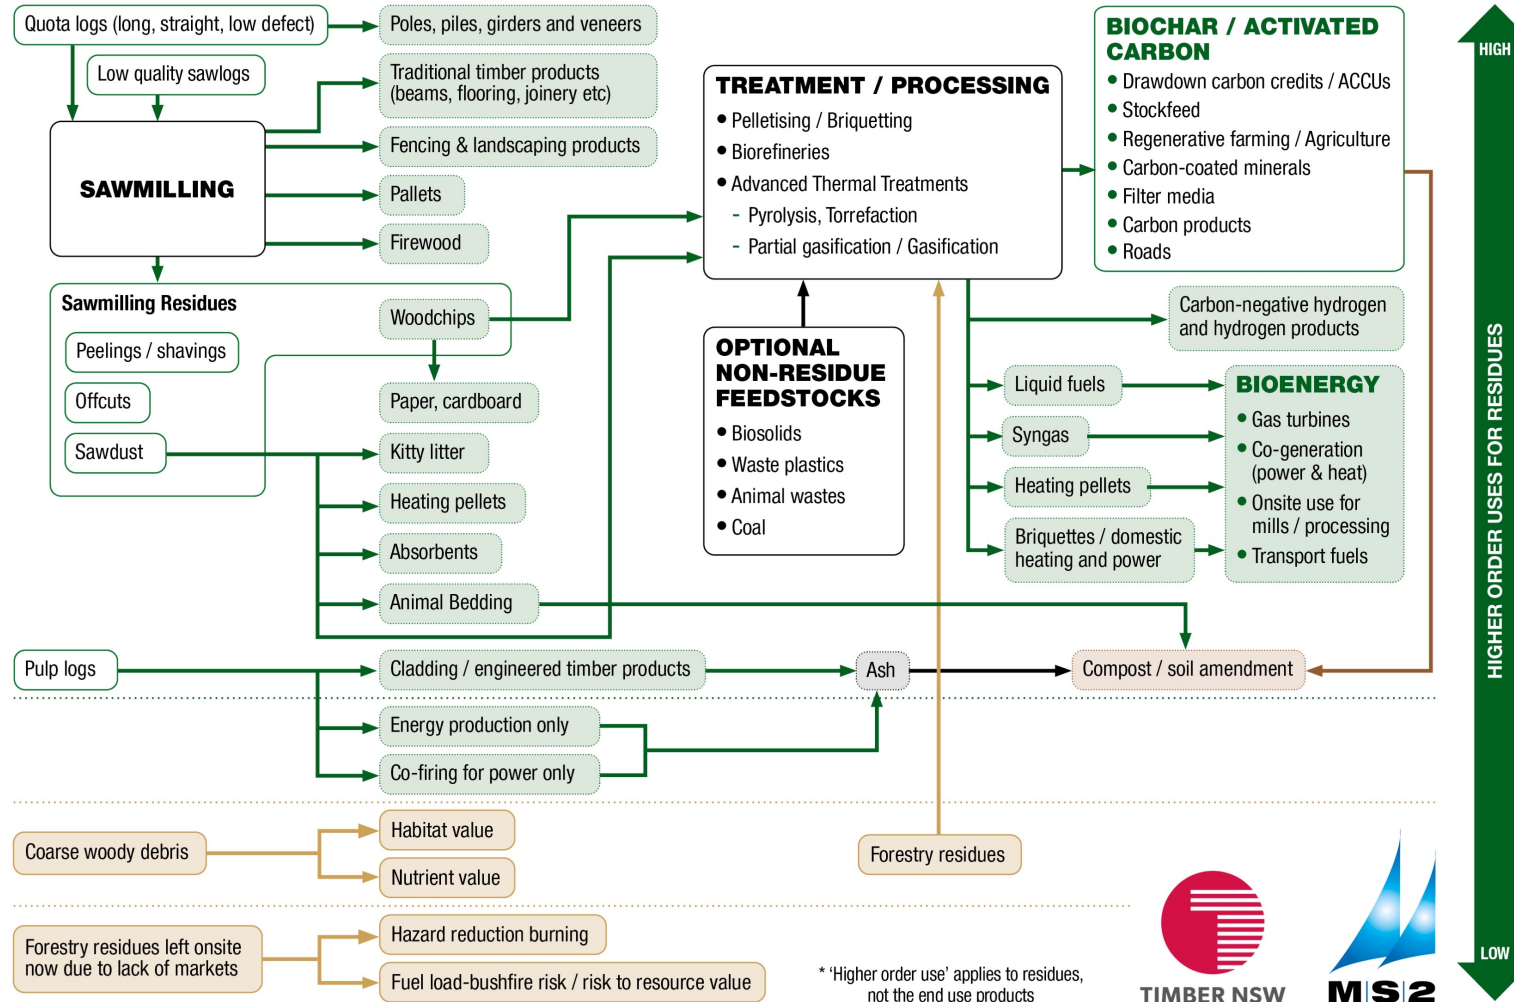 Quota logs (long, straight, low defect)
Poles, piles, girders and veneers
Low quality sawlogs
Traditional timber products
(beams, flooring, joinery etc)
Fencing & landscaping products
SAWMILLING
Pallets
Firewood
Sawmilling Residues
Woodchips
Peelings / shavings
Offcuts
Paper, cardboard
Sawdust
Kitty litter
Heating pellets
Absorbents
Animal Bedding
TREATMENT / PROCESSING
• Pelletising / Briquetting
• Biorefineries
• Advanced Thermal Treatments
- Pyrolysis, Torrefaction
- Partial gasification / Gasification
OPTIONAL
NON-RESIDUE
FEEDSTOCKS
• Biosolids
• Waste plastics
• Animal wastes
• Coal
BIOCHAR / ACTIVATED
CARBON
• Drawdown carbon credits / ACCUs
• Stockfeed
• Regenerative farming / Agriculture
• Carbon-coated minerals
• Filter media
• Carbon products
• Roads
Carbon-negative hydrogen
and hydrogen products
Liquid fuels
Syngas
Heating pellets
Briquettes / domestic
heating and power
BIOENERGY
• Gas turbines
• Co-generation
(power & heat)
• Onsite use for
mills / processing
• Transport fuels
Pulp logs
Cladding / engineered timber products
Ash
Compost / soil amendment
Energy production only
Co-firing for power only
Coarse woody debris
Habitat value
Nutrient value
Forestry residues
Forestry residues left onsite
now due to lack of markets
Hazard reduction burning
Fuel load-bushfire risk / risk to resource value
* 'Higher order use' applies to residues,
not the end use products
TIMBER NSW
M|S|2
HIGH
HIGHER ORDER USES FOR RESIDUES
LOW